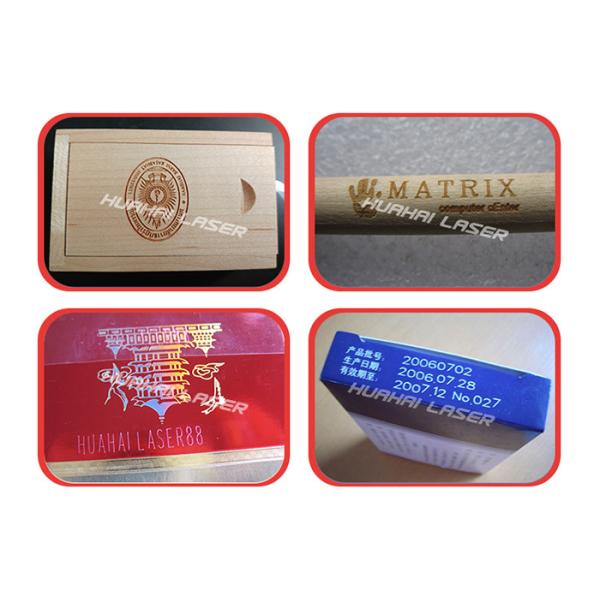 HUAHAI LASER
MATRIX
computer cEnter
HUAHAI LASER
HUAHAI LASER88
HUAHAI LASER
产品批号: 20060702
生产日期: 2006.07.28
有效期至: 2007.12 No.027
HUAHAI LASER